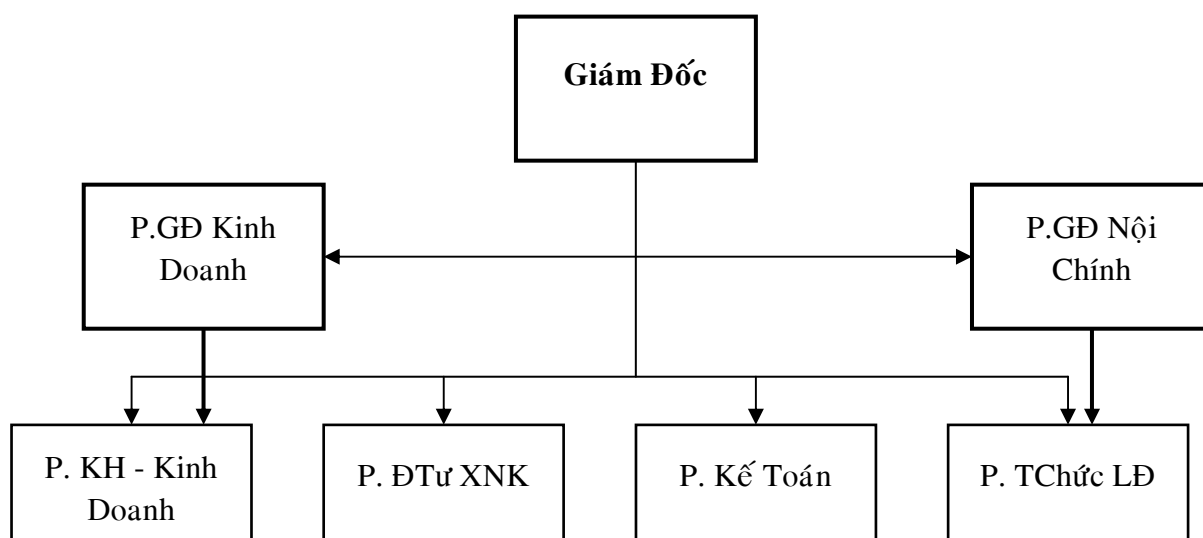 Giám Đốc
P.GĐ Kinh
Doanh
P.GĐ Nội
Chính
P. KH - Kinh
Doanh
P. ĐTư XNK
P. Kế Toán
P. TChức LĐ